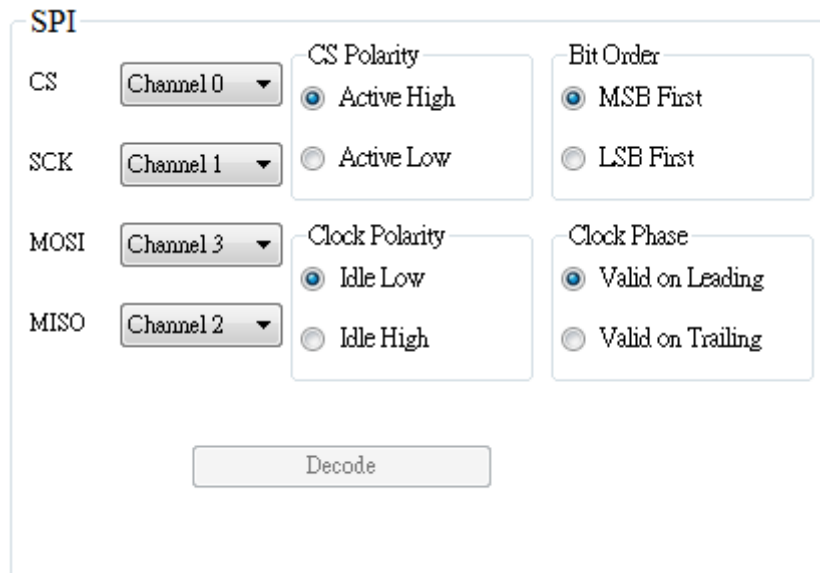 SPI
CS
Channel 0
SCK
Channel 1
MOSI
Channel 3
MISO
Channel 2
CS Polarity
Active High
Active Low
Bit Order
MSB First
LSB First
Clock Polarity
Idle Low
Idle High
Clock Phase
Valid on Leading
Valid on Trailing
Decode